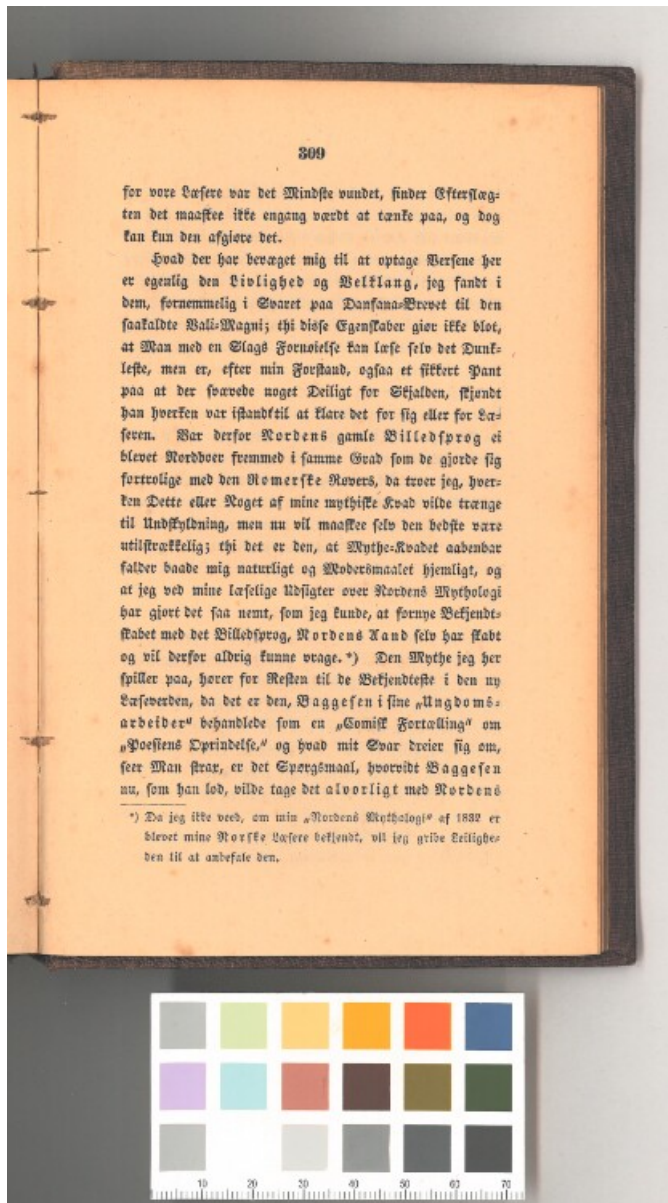 309
for vore Læsere var det Mindste vundet, finder Efterslæg-
ten det maaskee ikke engang værdt at tænke paa, og dog
kan kun den afgiøre det.
Hvad der har bevæget mig til at optage Versene her
er egenlig den Livlighed og Velklang, jeg fandt i
dem, fornemmelig i Svaret paa Danfana-Brevet til den
saakaldte Vali-Magni; thi disse Egenskaber giør ikke blot,
at Man med en Slags Fornøielse kan læse selv det Dunk-
leste, men er, efter min Forstand, ogsaa et sikkert Pant
paa at der svævede noget Deiligt for Skjalden, skjøndt
han hverken var istandtil at klare det for sig eller for Læ-
seren. Var derfor Nordens gamle Billedsprog ei
blevet Nordboer fremmed i samme Grad som de gjorde sig
fortrolige med den Romerske Røvers, da troer jeg, hver-
ken Dette eller Noget af mine mythiske Kvad vilde trænge
til Undskyldning, men nu vil maaskee selv den bedste være
utilstrækkelig; thi det er den, at Mythe-Kvadet aabenbar
falder baade mig naturligt og Modersmaalet hjemligt, og
at jeg ved mine læselige Udsigter over Nordens Mythologi
har gjort det saa nemt, som jeg kunde, at fornye Bekjendt-
skabet med det Billedsprog, Nordens Aand selv har skabt
og vil derfor aldrig kunne vrage. *) Den Mythe jeg her
spiller paa, hører for Resten til de Bekjendteste i den ny
Læseverden, da det er den, Baggesen i sine „Ungdoms-
arbeider“ behandlede som en „Comisk Fortælling“ om
„Poesiens Oprindelse,“ og hvad mit Svar dreier sig om,
seer Man strax, er det Spørgsmaal, hvorvidt Baggesen
nu, som han lod, vilde tage det alvorligt med Nordens
*) Da jeg ikke veed, om min „Nordens Mythologi“ af 1832 er
blevet mine Norske Læsere bekjendt, vil jeg gribe Leilighe-
den til at anbefale den.
10 20 30 40 50 60 70